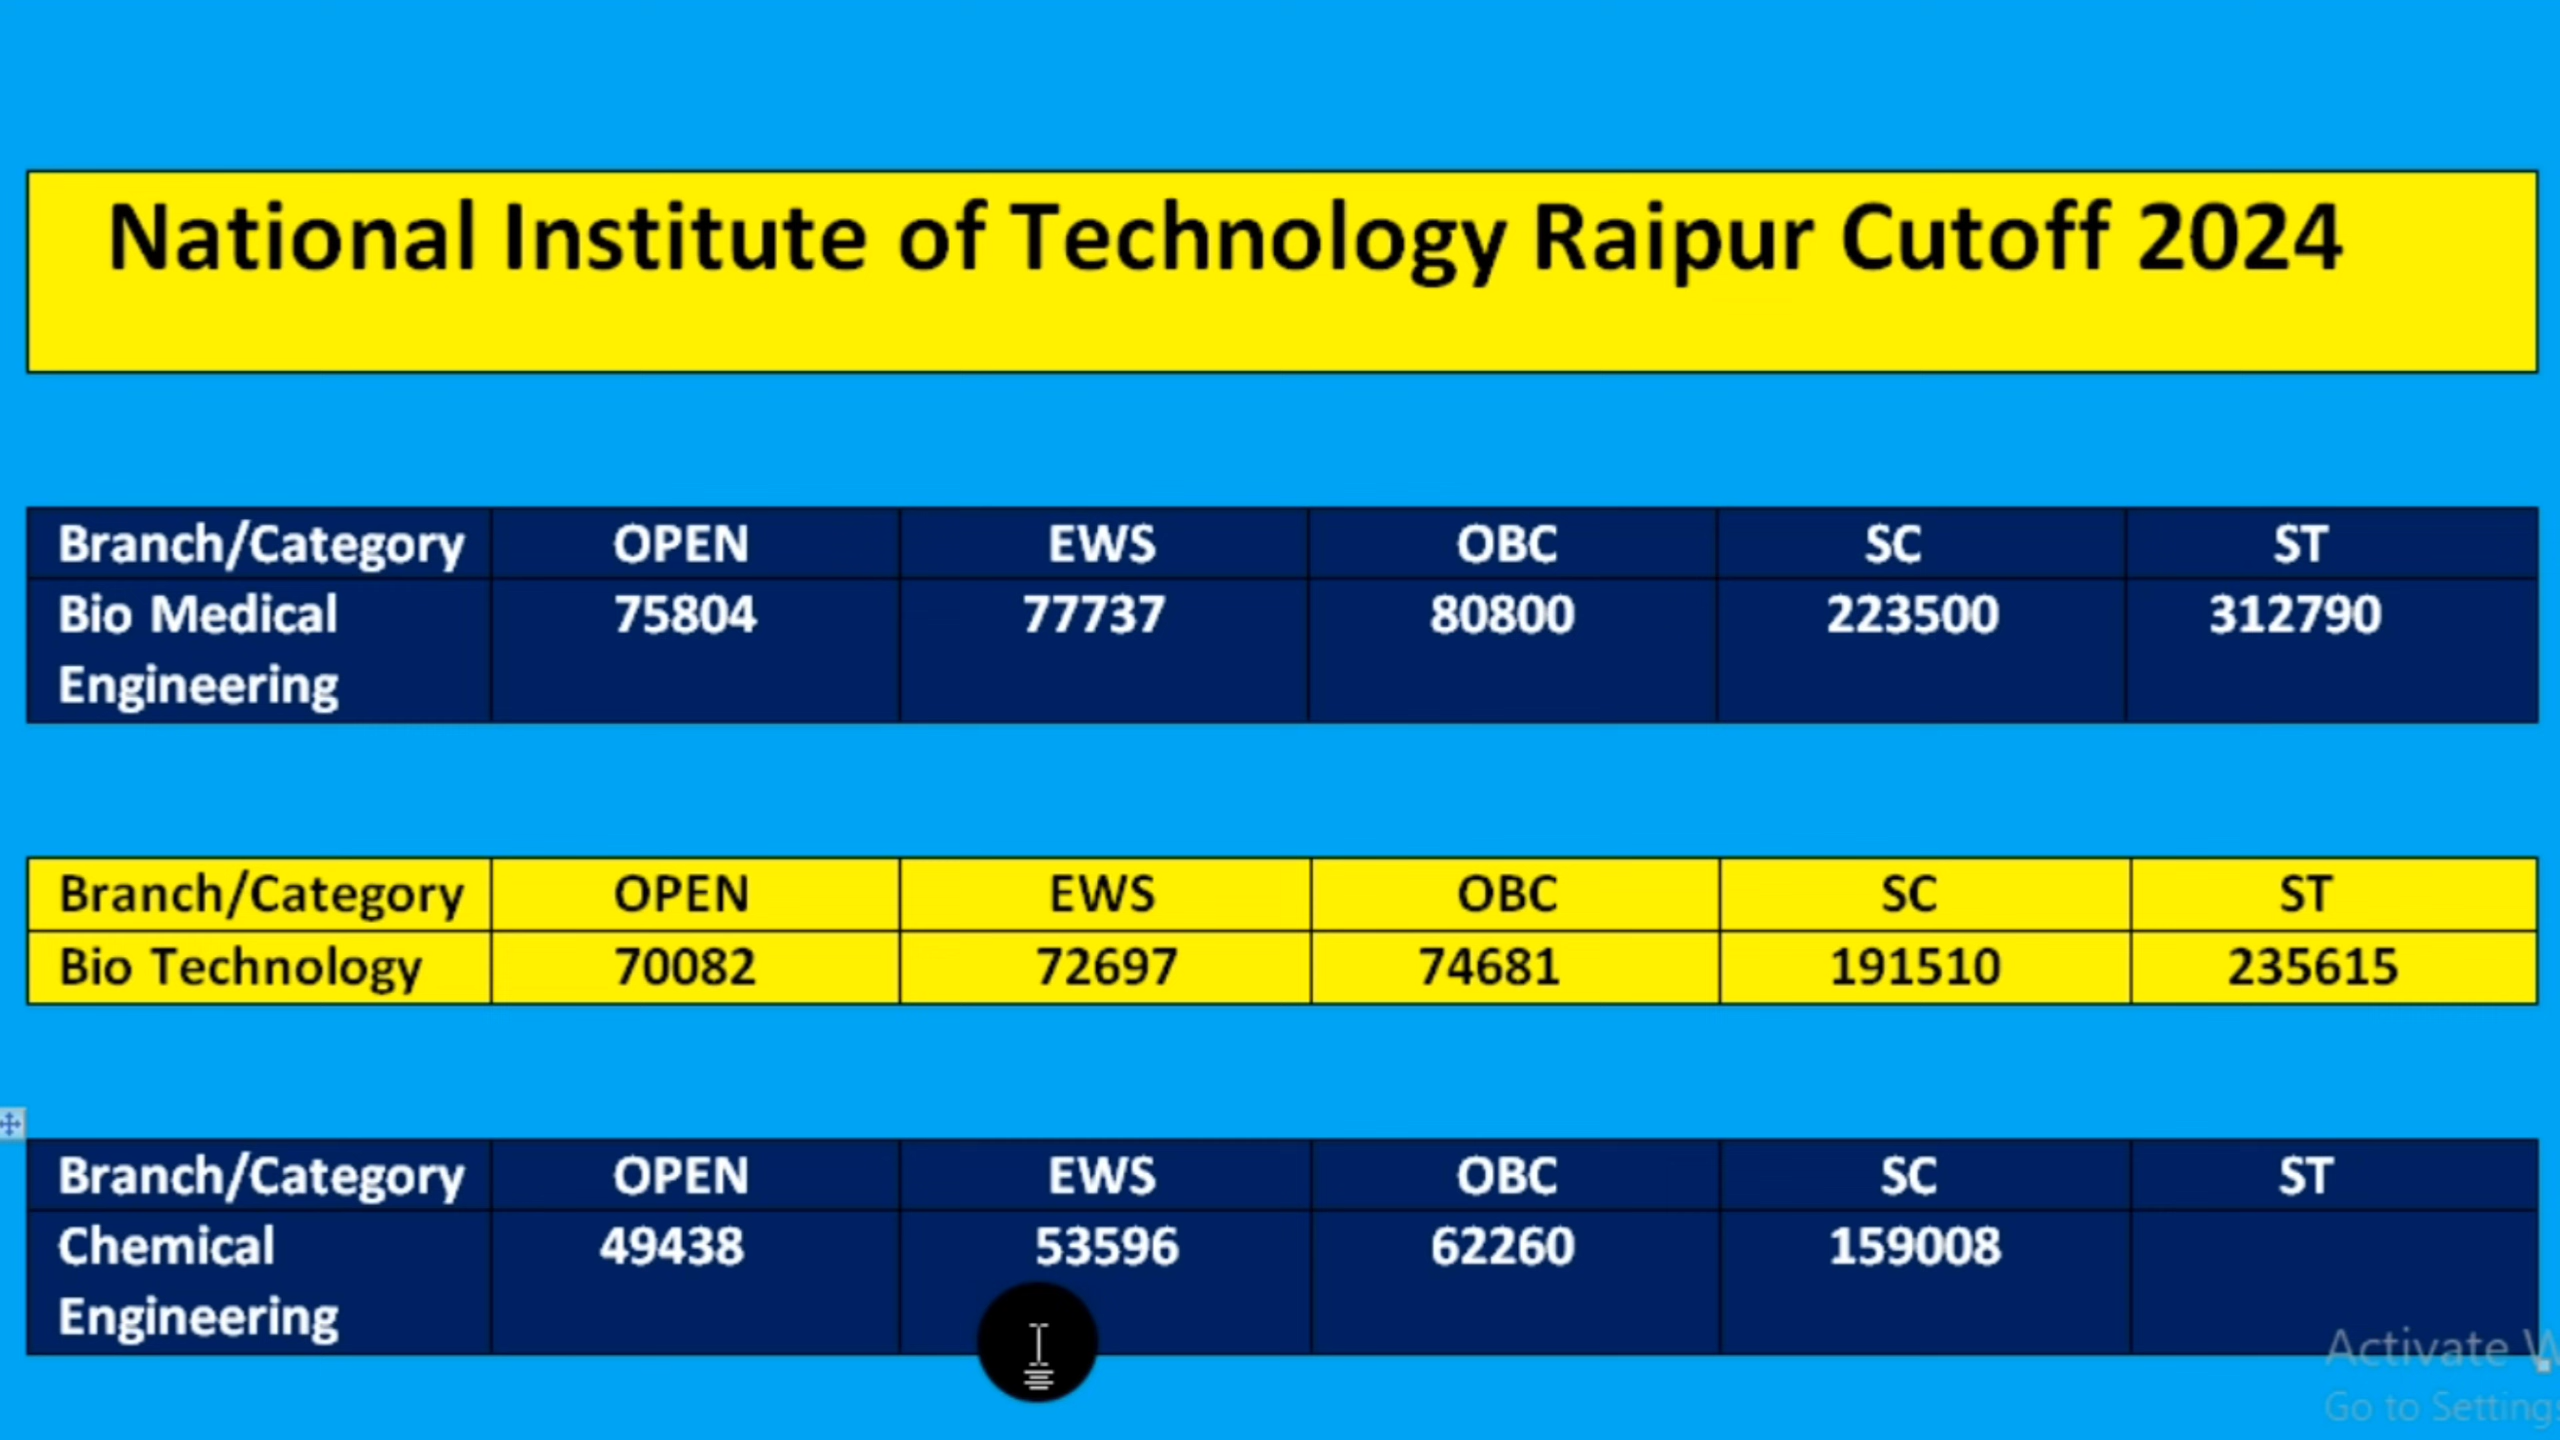 National Institute of Technology Raipur Cutoff 2024
Branch/Category OPEN EWS OBC SC ST
Bio Medical 75804 77737 80800 223500 312790
Engineering
Branch/Category OPEN EWS OBC SC ST
Bio Technology 70082 72697 74681 191510 235615
Branch/Category OPEN EWS OBC SC ST
Chemical 49438 53596 62260 159008
Engineering
Activate W
Go to Settings